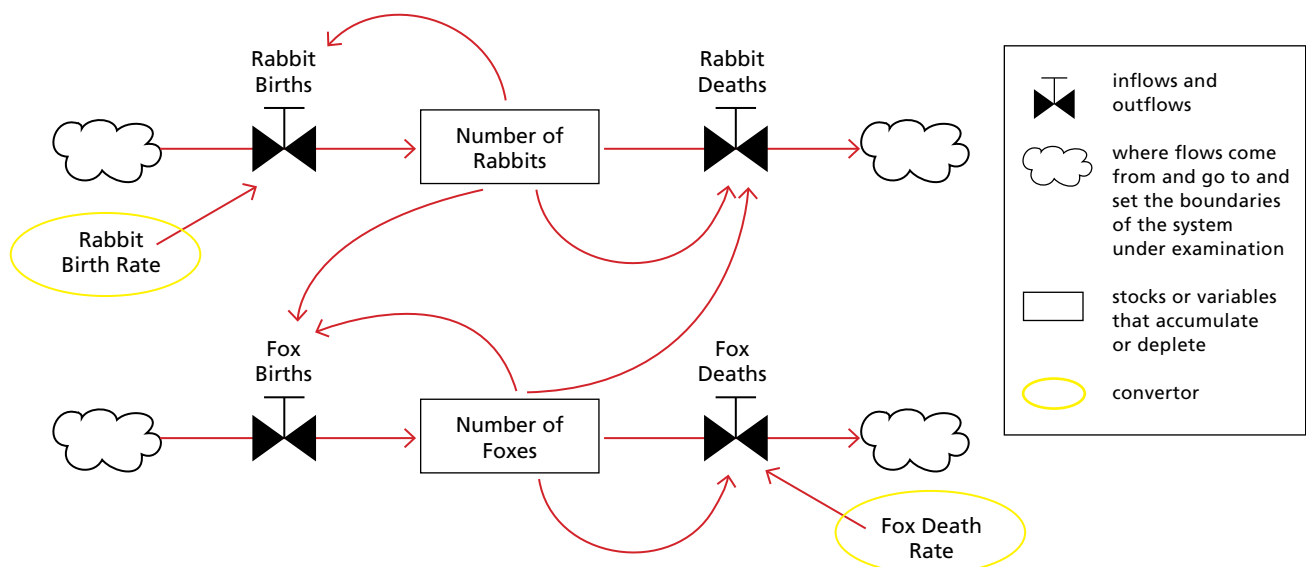 Rabbit
Births
Rabbit
Deaths
Number of
Rabbits
Rabbit
Birth Rate
Fox
Births
Fox
Deaths
Number of
Foxes
Fox Death
Rate
inflows and
outflows
where flows come
from and go to and
set the boundaries
of the system
under examination
stocks or variables
that accumulate
or deplete
convertor